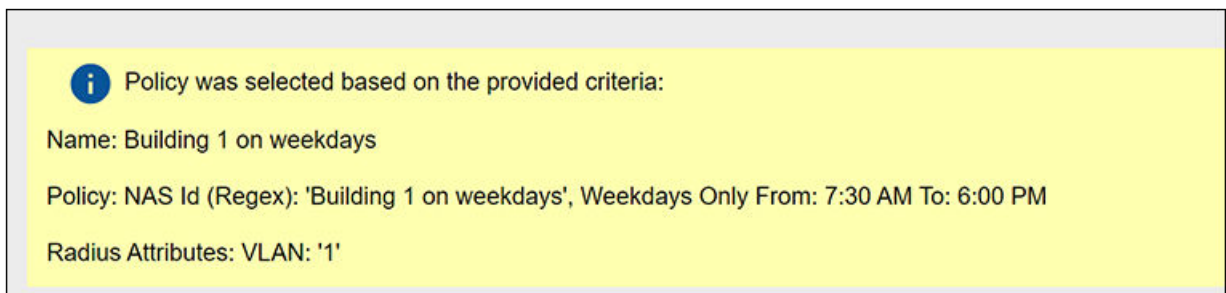 Policy was selected based on the provided criteria:
Name: Building 1 on weekdays
Policy: NAS Id (Regex): 'Building 1 on weekdays', Weekdays Only From: 7:30 AM To: 6:00 PM
Radius Attributes: VLAN: '1'